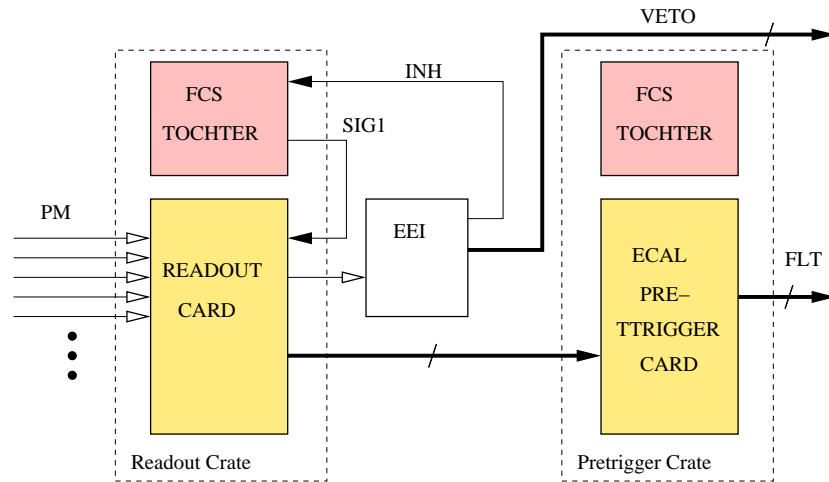 VETO
FCS
TOCHTER
INH
SIG1
FCS
TOCHTER
PM
READOUT
CARD
EEI
ECAL
PRE–
TTRIGGER
CARD
FLT
Readout Crate
Pretrigger Crate